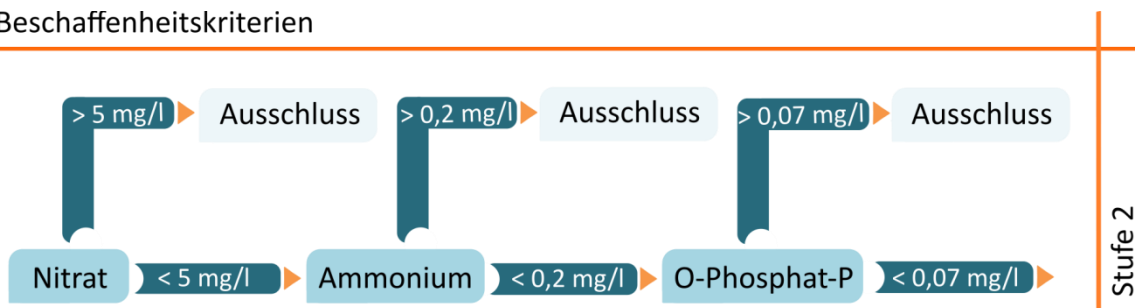 Beschaffenheitskriterien
> 5 mg/l
Ausschluss
> 0,2 mg/l
Ausschluss
> 0,07 mg/l
Ausschluss
Nitrat
< 5 mg/l
Ammonium
< 0,2 mg/l
O-Phosphat-P
< 0,07 mg/l
Stufe 2